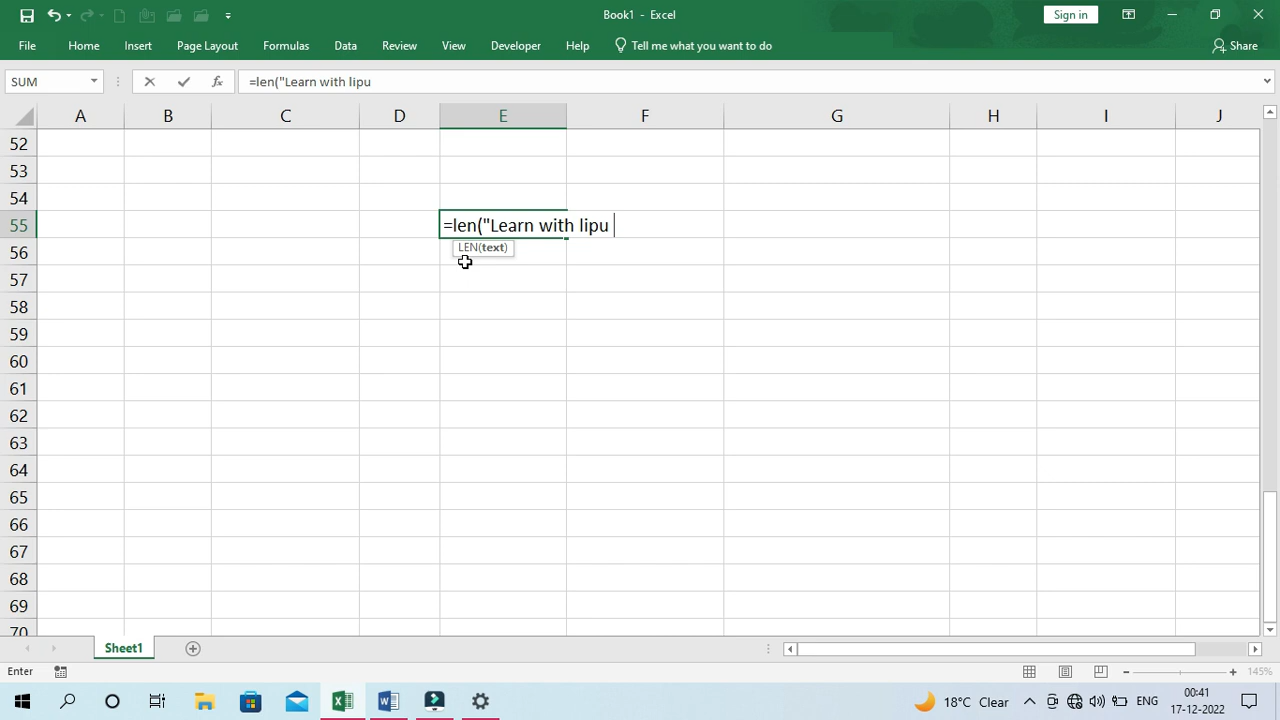 Book1 - Excel
Sign in
File Home Insert Page Layout Formulas Data Review View Developer Help Tell me what you want to do Share
SUM fx =len("Learn with lipu
A B C D E F G H I J
52
53
54
55 =len("Learn with lipu
LEN(text)
56
57
58
59
60
61
62
63
64
65
66
67
68
69
70
Sheet1
Enter 145%
18°C Clear ENG 00:41
17-12-2022